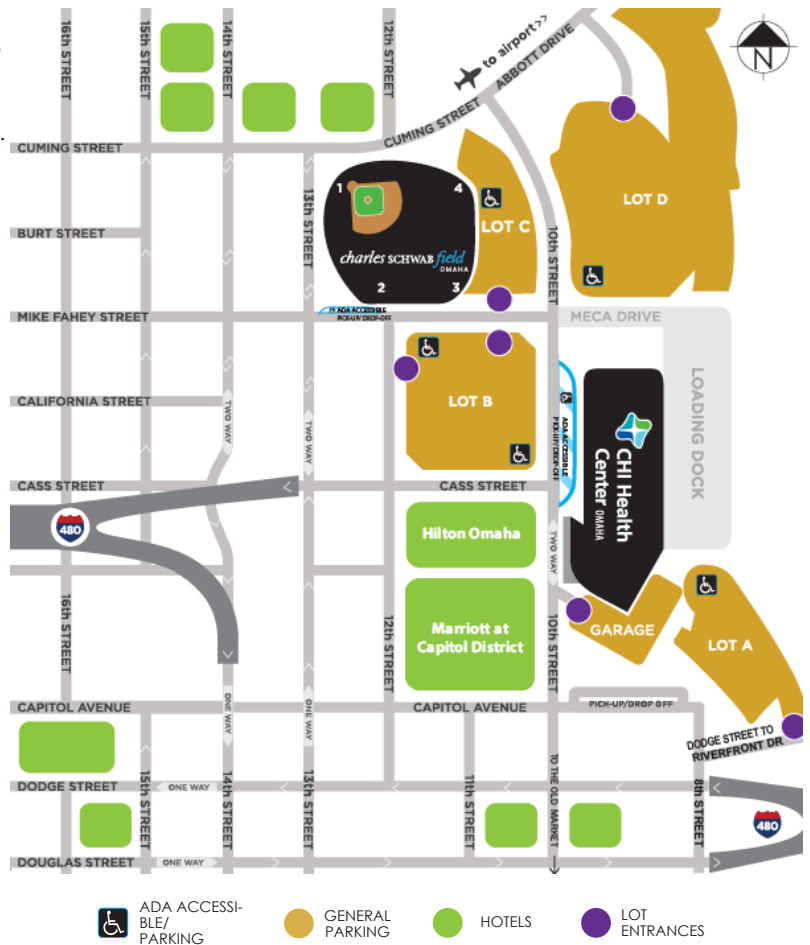 16th STREET
15th STREET
14th STREET
12th STREET
to airport>>
ABBOTT DRIVE
N
CUMING STREET
CUMING STREET
13th STREET
1
4
LOT C
LOT D
BURT STREET
charles SCHWAB field
OMAHA
2
3
10th STREET
ADA ACCESSIBLE
PICK-UP/DROP-OFF
MIKE FAHEY STREET
MECA DRIVE
CALIFORNIA STREET
TWO WAY
TWO WAY
LOT B
ADA ACCESSIBLE
PICK-UP/DROP-OFF
CHI Health
Center OMAHA
LOADING DOCK
CASS STREET
CASS STREET
480
Hilton Omaha
TWO WAY
16th STREET
12th STREET
Marriott at
Capitol District
10th STREET
GARAGE
LOT A
ONE WAY
ONE WAY
CAPITOL AVENUE
CAPITOL AVENUE
PICK-UP/DROP OFF
DODGE STREET TO
RIVERFRONT DR
15th STREET
14th STREET
13th STREET
11th STREET
TO THE OLD MARKET
8th STREET
DODGE STREET
ONE WAY
480
DOUGLAS STREET
ONE WAY
ADA ACCESSI-
BLE/
PARKING
GENERAL
PARKING
HOTELS
LOT
ENTRANCES